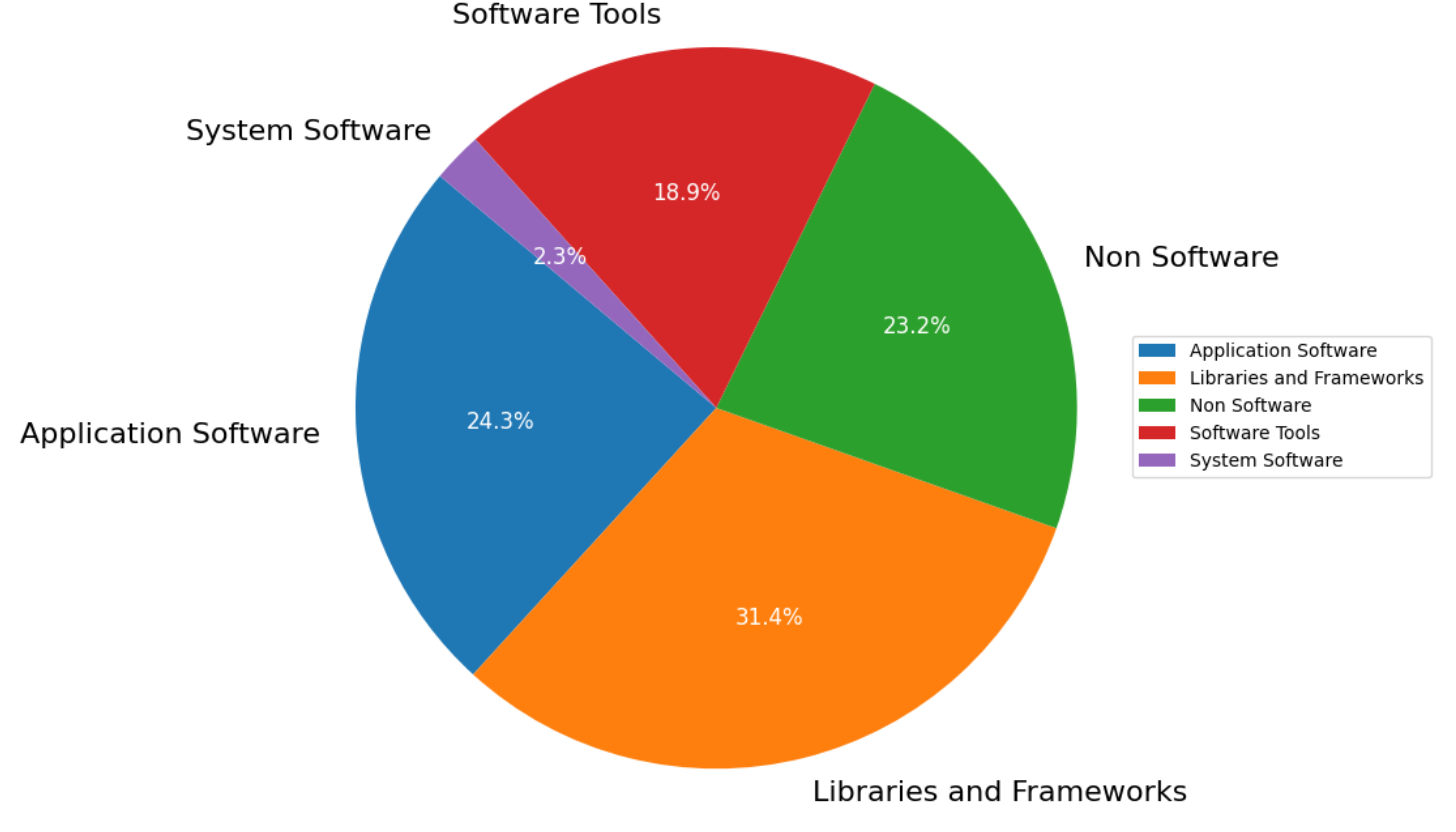 Software Tools
System Software
18.9%
2.3%
Non Software
23.2%
Application Software
24.3%
31.4%
Libraries and Frameworks
Application Software
Libraries and Frameworks
Non Software
Software Tools
System Software